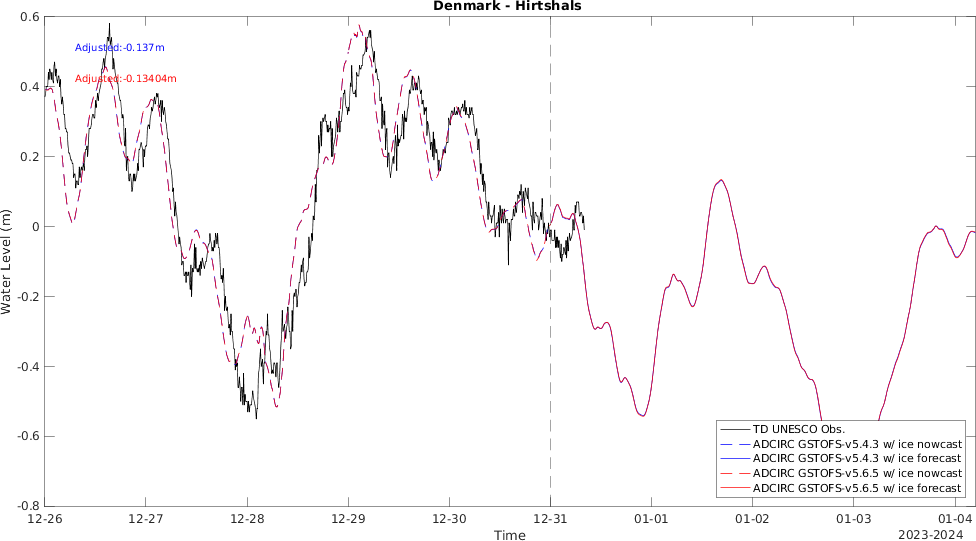 Denmark - Hirtshals
Adjusted:-0.137m
Adjusted:-0.13404m
Water Level (m)
0.6
0.4
0.2
0
-0.2
-0.4
-0.6
-0.8
TD UNESCO Obs.
ADCIRC GSTOFS-v5.4.3 w/ ice nowcast
ADCIRC GSTOFS-v5.4.3 w/ ice forecast
ADCIRC GSTOFS-v5.6.5 w/ ice nowcast
ADCIRC GSTOFS-v5.6.5 w/ ice forecast
12-26 12-27 12-28 12-29 12-30 12-31 01-01 01-02 01-03 01-04
Time
2023-2024